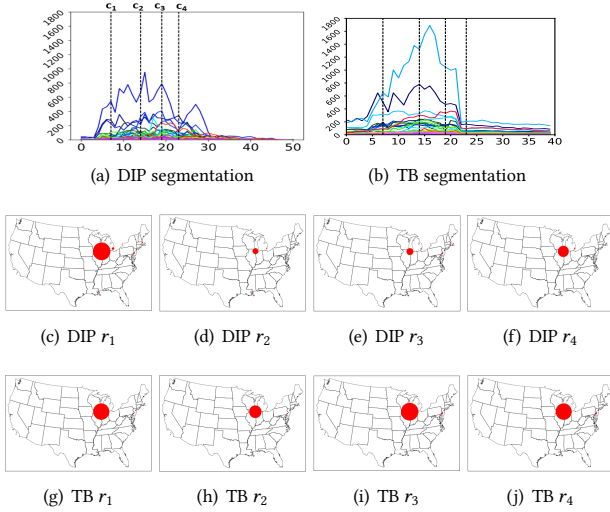 c1 c2 c3 c4
1800
1600
1400
1200
1000
800
600
400
200
0 10 20 30 40 50
(a) DIP segmentation
1800
1600
1400
1200
1000
800
600
400
200
0
0 5 10 15 20 25 30 35 40
(b) TB segmentation
(c) DIP r1
(d) DIP r2
(e) DIP r3
(f) DIP r4
(g) TB r1
(h) TB r2
(i) TB r3
(j) TB r4